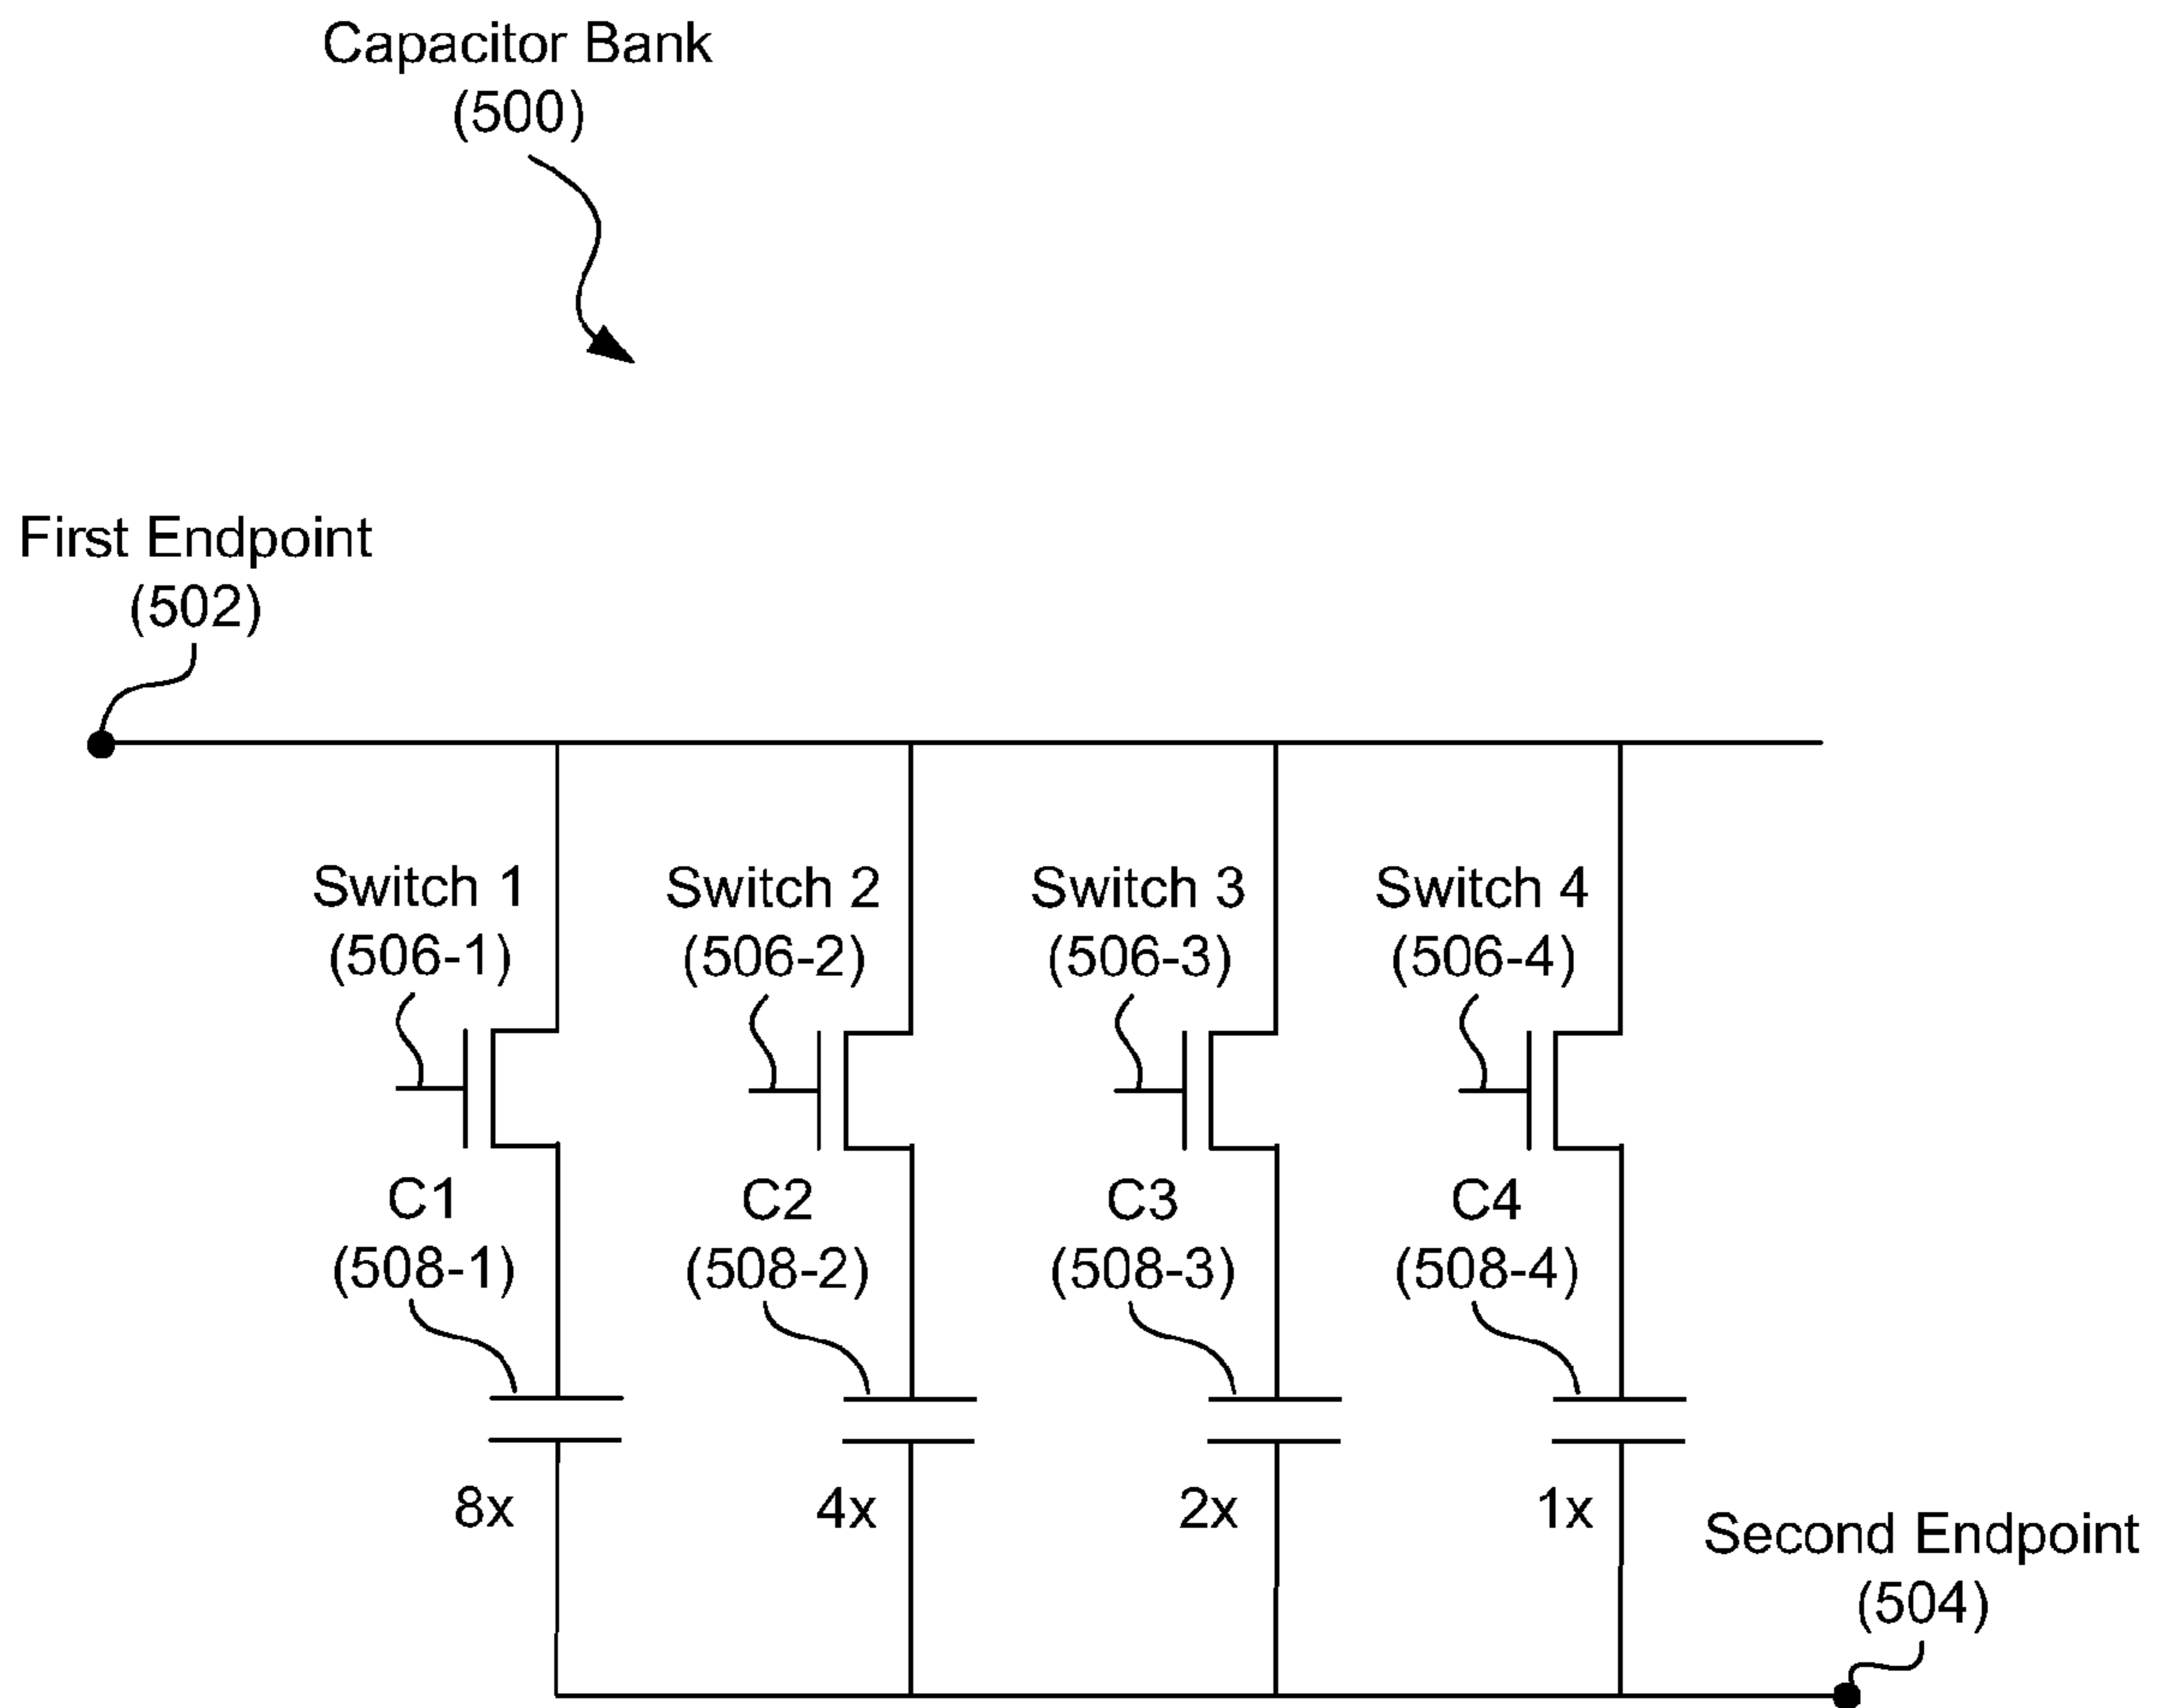 Capacitor Bank
(500)
First Endpoint
(502)
Switch 1
(506-1)
Switch 2
(506-2)
Switch 3
(506-3)
Switch 4
(506-4)
C1
(508-1)
C2
(508-2)
C3
(508-3)
C4
(508-4)
8x
4x
2x
1x
Second Endpoint
(504)